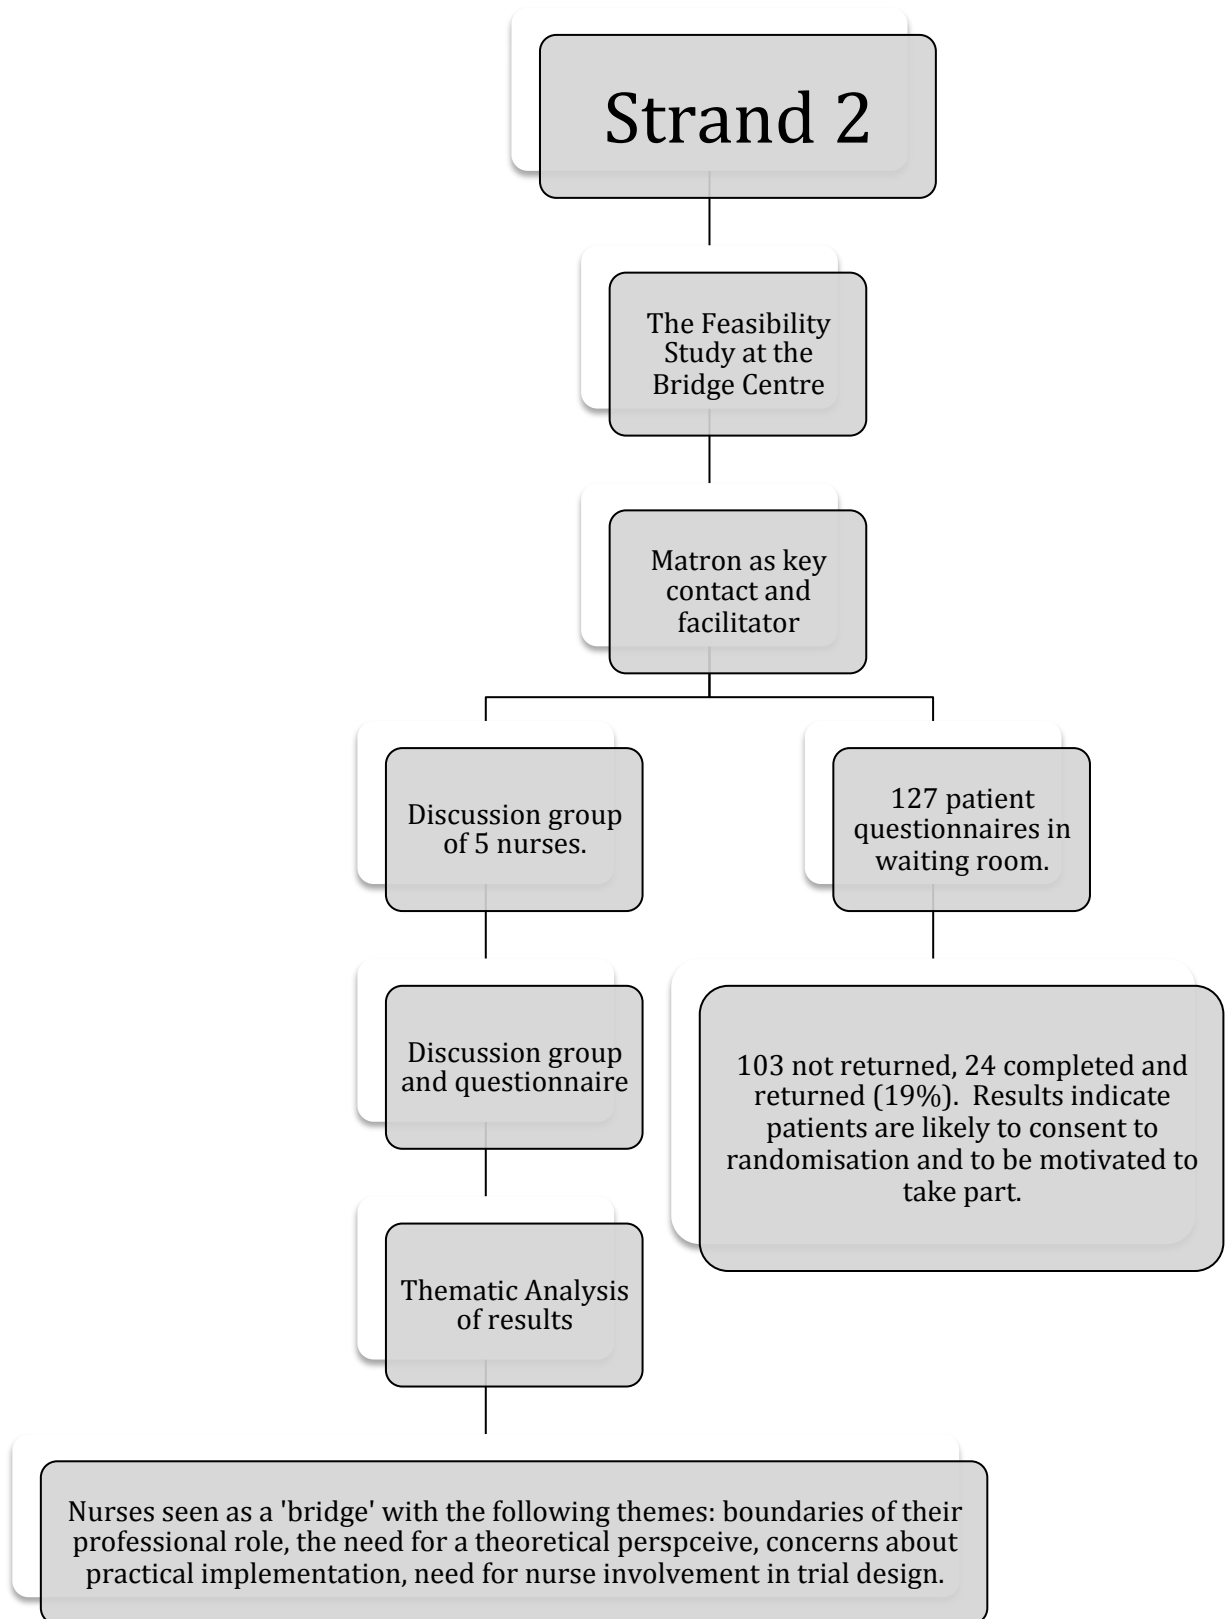 Strand 2
The Feasibility
Study at the
Bridge Centre
Matron as key
contact and
facilitator
Discussion group
of 5 nurses.
127 patient
questionnaires in
waiting room.
Discussion group
and questionnaire
103 not returned, 24 completed and
returned (19%).  Results indicate
patients are likely to consent to
randomisation and to be motivated to
take part.
Thematic Analysis
of results
Nurses seen as a 'bridge' with the following themes: boundaries of their
professional role, the need for a theoretical perspceive, concerns about
practical implementation, need for nurse involvement in trial design.